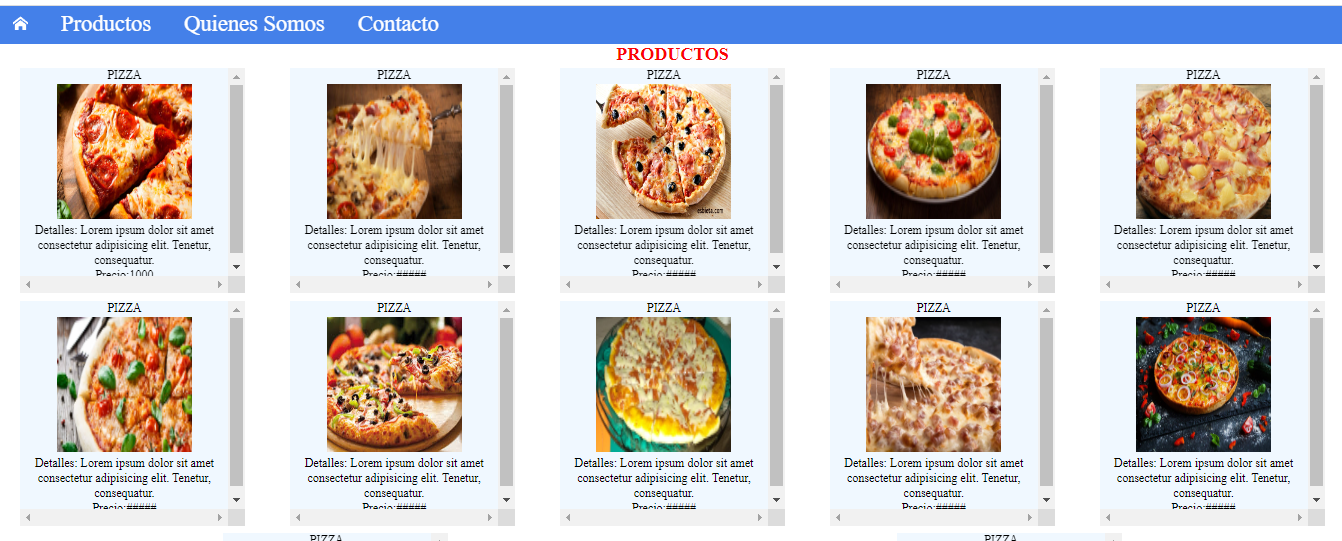 Productos Quienes Somos Contacto
PRODUCTOS
PIZZA PIZZA PIZZA PIZZA PIZZA
esbieta.com
Detalles: Lorem ipsum dolor sit amet
consectetur adipisicing elit. Tenetur,
consequatur.
Precio:1000
Detalles: Lorem ipsum dolor sit amet
consectetur adipisicing elit. Tenetur,
consequatur.
Precio:#####
Detalles: Lorem ipsum dolor sit amet
consectetur adipisicing elit. Tenetur,
consequatur.
Precio:#####
Detalles: Lorem ipsum dolor sit amet
consectetur adipisicing elit. Tenetur,
consequatur.
Precio:#####
Detalles: Lorem ipsum dolor sit amet
consectetur adipisicing elit. Tenetur,
consequatur.
Precio:#####
PIZZA PIZZA PIZZA PIZZA PIZZA
Detalles: Lorem ipsum dolor sit amet
consectetur adipisicing elit. Tenetur,
consequatur.
Precio:#####
Detalles: Lorem ipsum dolor sit amet
consectetur adipisicing elit. Tenetur,
consequatur.
Precio:#####
Detalles: Lorem ipsum dolor sit amet
consectetur adipisicing elit. Tenetur,
consequatur.
Precio:#####
Detalles: Lorem ipsum dolor sit amet
consectetur adipisicing elit. Tenetur,
consequatur.
Precio:#####
Detalles: Lorem ipsum dolor sit amet
consectetur adipisicing elit. Tenetur,
consequatur.
Precio:#####
PIZZA PIZZA